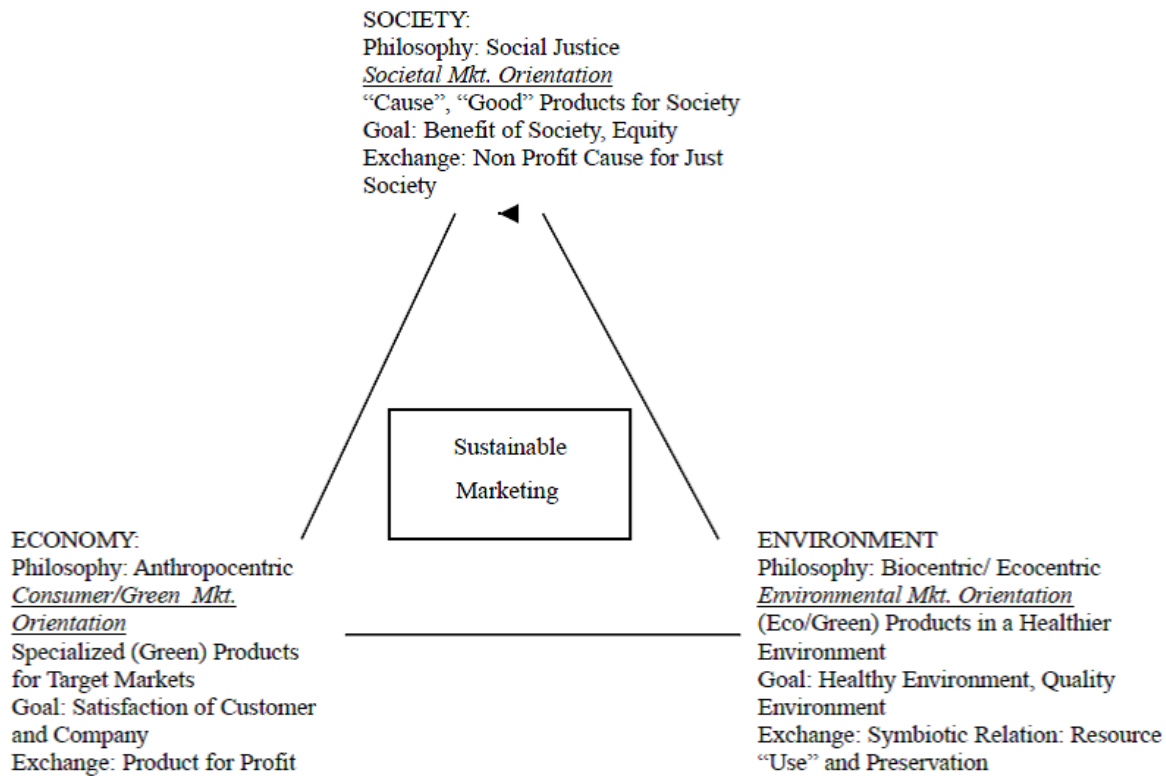 SOCIETY:
Philosophy: Social Justice
Societal Mkt. Orientation
“Cause”, “Good” Products for Society
Goal: Benefit of Society, Equity
Exchange: Non Profit Cause for Just
Society
Sustainable
Marketing
ECONOMY:
Philosophy: Anthropocentric
Consumer/Green Mkt.
Orientation
Specialized (Green) Products
for Target Markets
Goal: Satisfaction of Customer
and Company
Exchange: Product for Profit
ENVIRONMENT
Philosophy: Biocentric/ Ecocentric
Environmental Mkt. Orientation
(Eco/Green) Products in a Healthier
Environment
Goal: Healthy Environment, Quality
Environment
Exchange: Symbiotic Relation: Resource
“Use” and Preservation